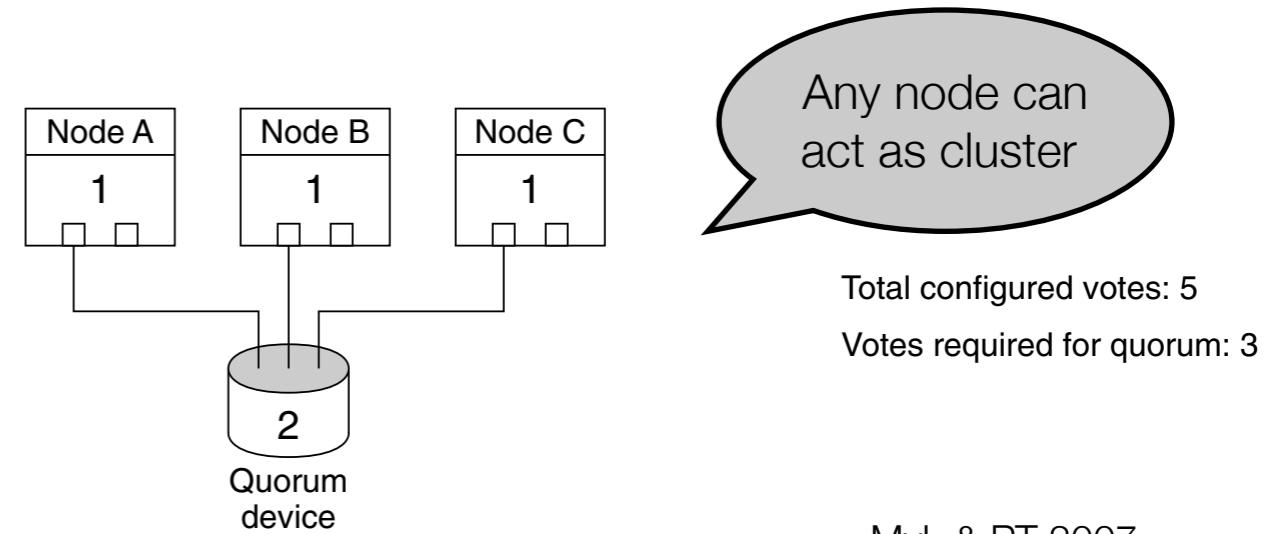 Any node can
act as cluster
Node A
Node B
Node C
1
1
1
Total configured votes: 5
Votes required for quorum: 3
2
Quorum
device